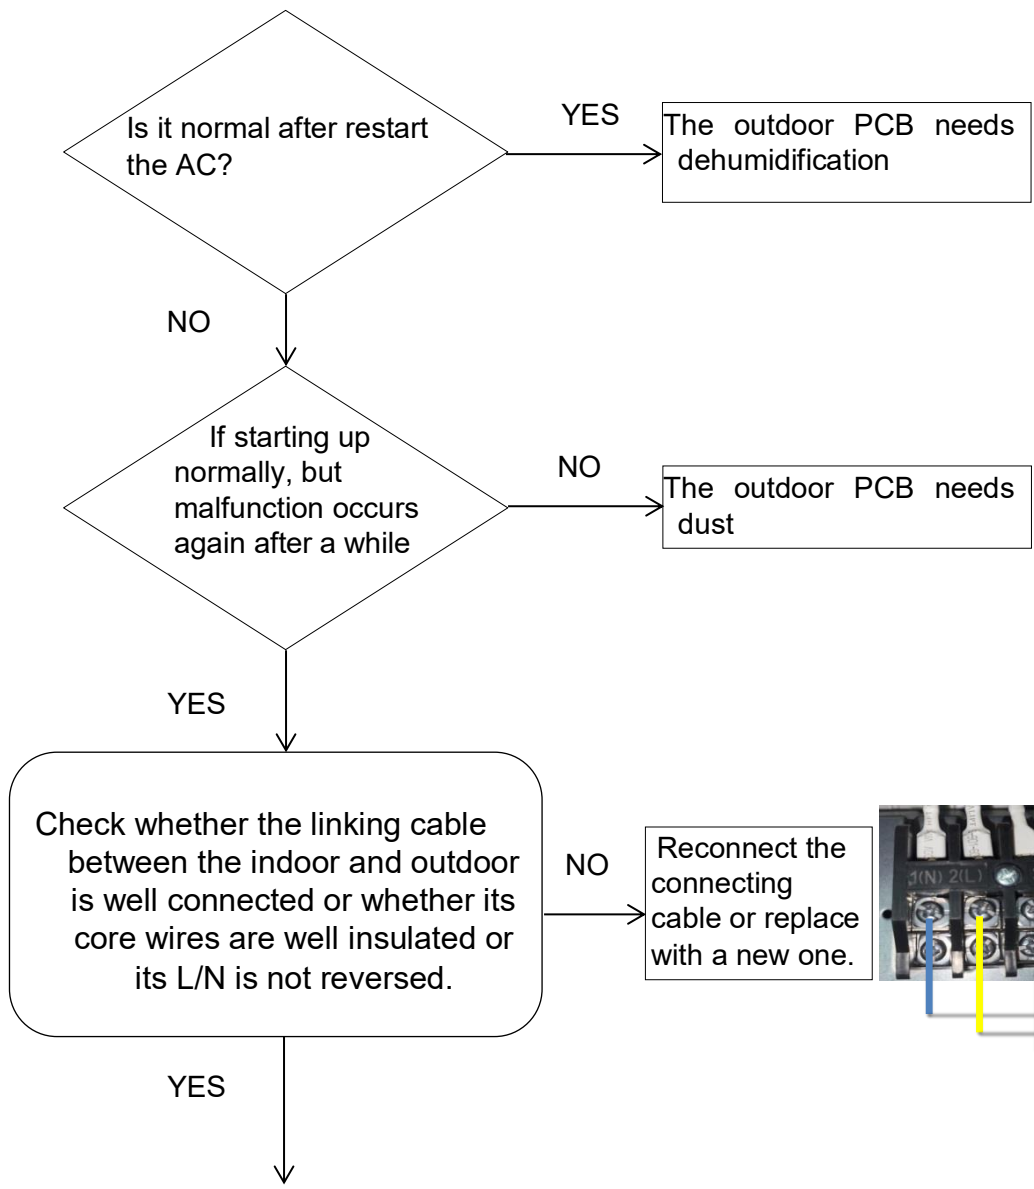 Is it normal after restart
the AC?
YES
The outdoor PCB needs
dehumidification
NO
If starting up
normally, but
malfunction occurs
again after a while
NO
The outdoor PCB needs
dust
YES
Check whether the linking cable
between the indoor and outdoor
is well connected or whether its
core wires are well insulated or
its L/N is not reversed.
NO
Reconnect the
connecting
cable or replace
with a new one.
1(N) 2(L)
YES